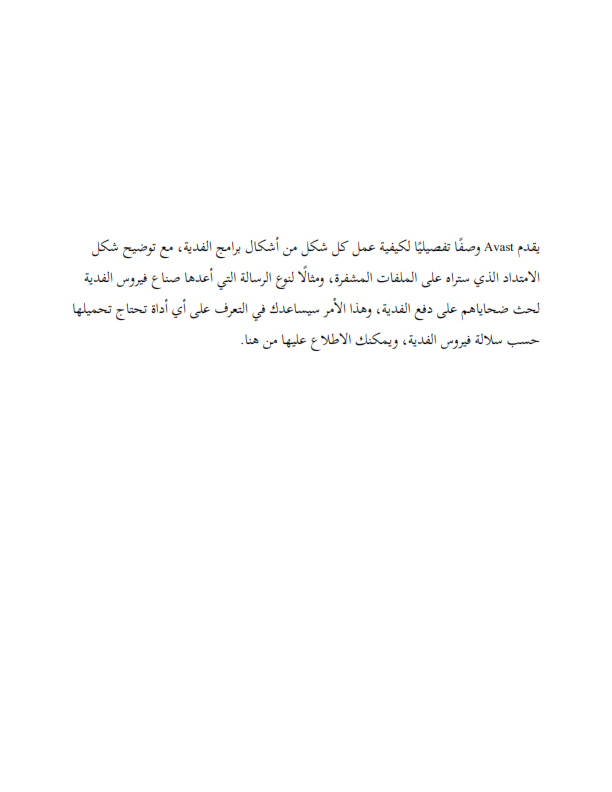 يقدم Avast وصفًا تفصيليًا لكيفية عمل كل شكل من أشكال برامج الفدية، مع توضيح شكل
الامتداد الذي ستراه على الملفات المشفرة، ومثالًا لنوع الرسالة التي أعدها صناع فيروس الفدية
لحث ضحاياهم على دفع الفدية، وهذا الأمر سيساعدك في التعرف على أي أداة تحتاج تحميلها
حسب سلالة فيروس الفدية، ويمكنك الاطلاع عليها من هنا.